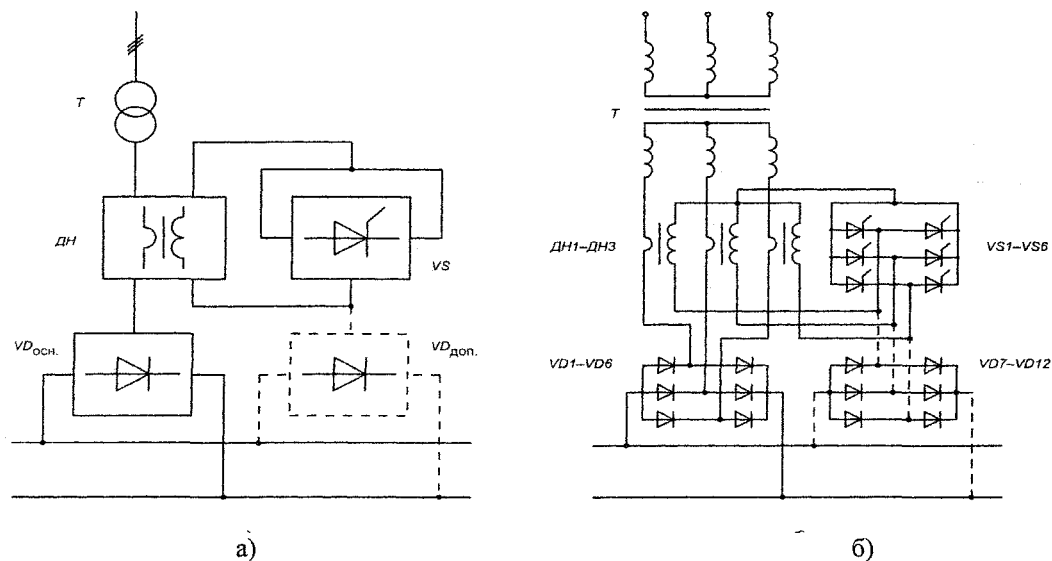 T
ДН
VS
VDосн.
VDдоп.
а)
T
ДН1–ДН3
VS1–VS6
VD1–VD6
VD7–VD12
б)